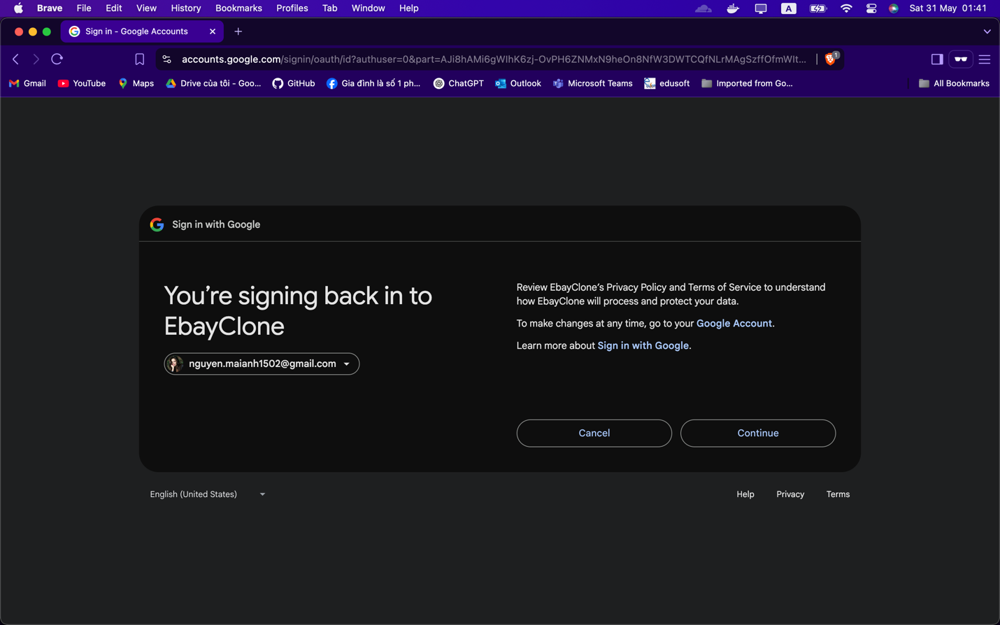 Brave File Edit View History Bookmarks Profiles Tab Window Help A Sat 31 May 01:41
Sign in - Google Accounts
accounts.google.com/signin/oauth/id?authuser=0&part=AJi8hAMi6gWIhK6zj-OvPH6ZNMxN9heOn8NfW3DWTCQfNLrMAgSzffOfmWIt... 1
Gmail YouTube Maps Drive của tôi - Goo... GitHub Gia đình là số 1 ph... ChatGPT Outlook Microsoft Teams edusoft Imported from Go... All Bookmarks
Sign in with Google
You’re signing back in to
EbayClone
nguyen.maianh1502@gmail.com
Review EbayClone’s Privacy Policy and Terms of Service to understand
how EbayClone will process and protect your data.
To make changes at any time, go to your Google Account.
Learn more about Sign in with Google.
Cancel Continue
English (United States) Help Privacy Terms